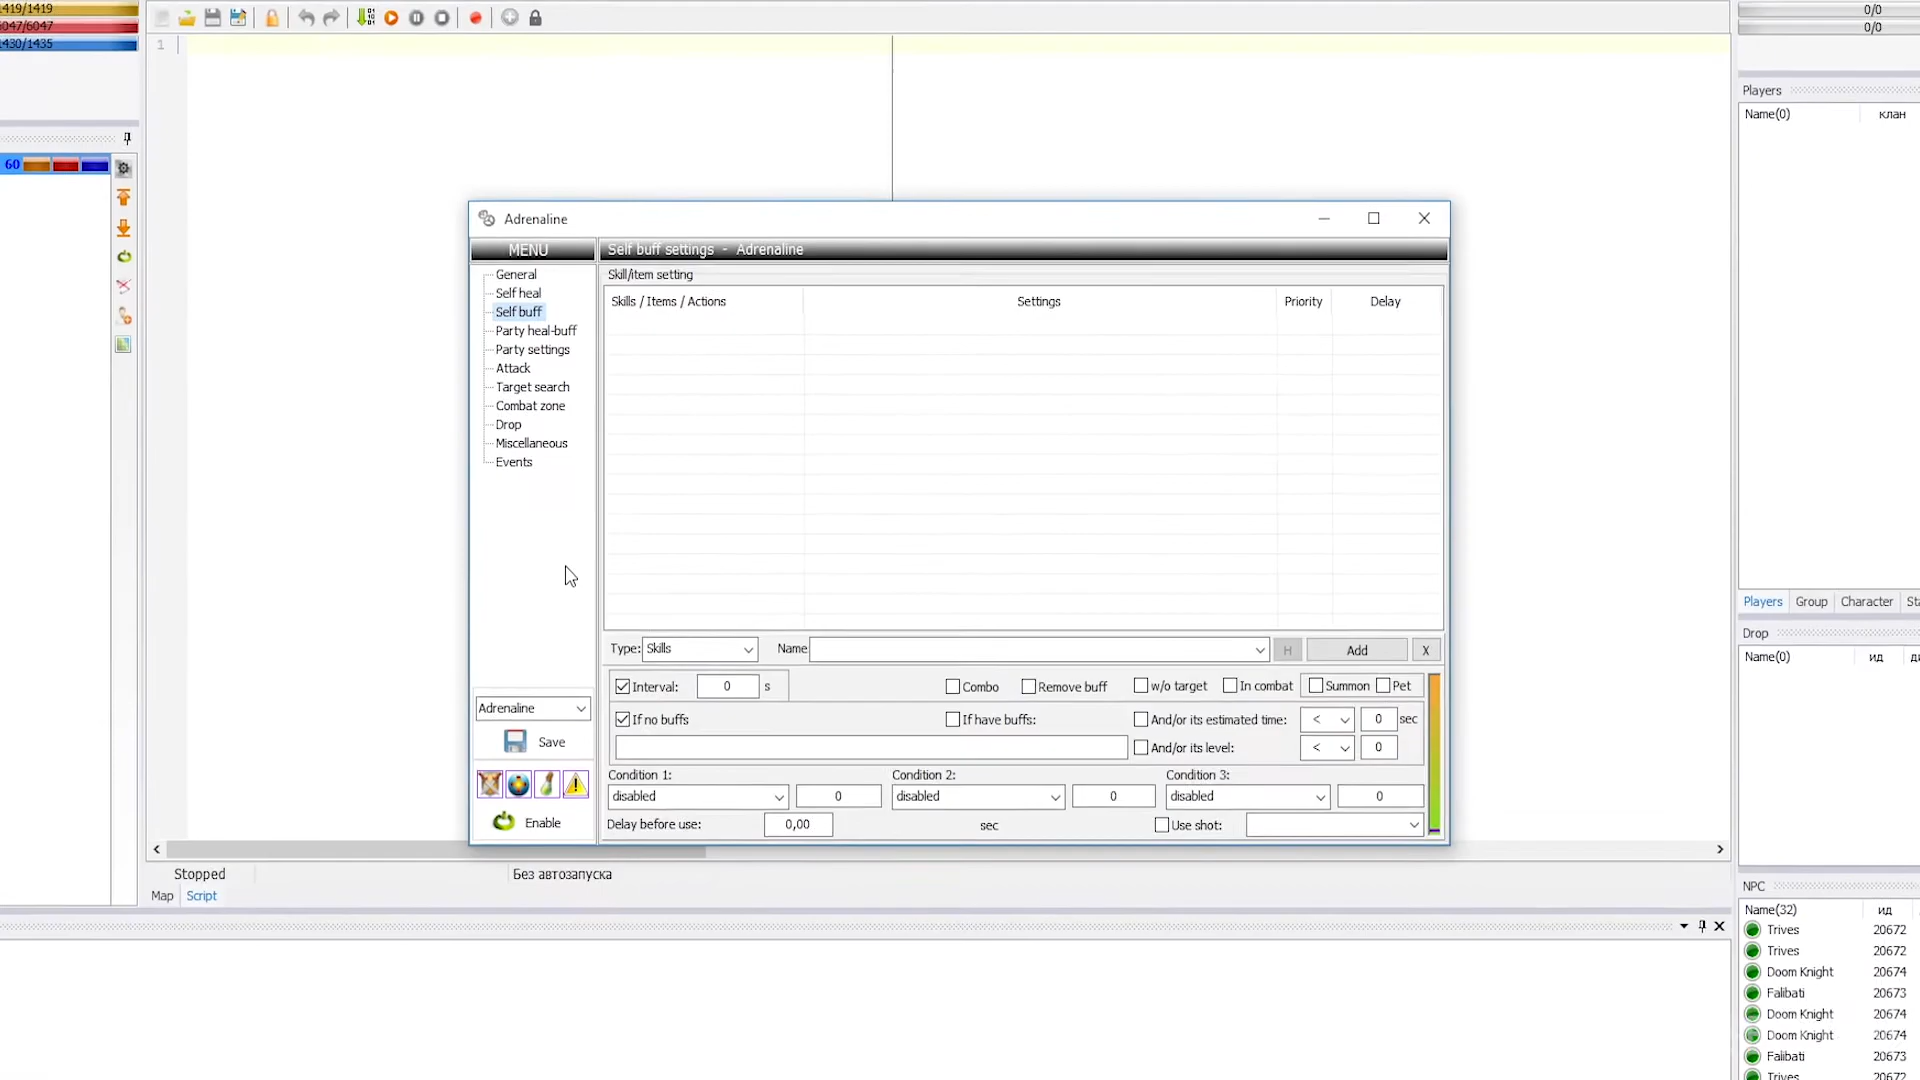 1419/1419
6047/6047
1430/1435
60
1
0/0
0/0
Players
Name(0) клан
Adrenaline
MENU
Self buff settings - Adrenaline
General
Self heal
Self buff
Party heal-buff
Party settings
Attack
Target search
Combat zone
Drop
Miscellaneous
Events
Skill/item setting
Skills / Items / Actions Settings Priority Delay
Type: Skills Name H Add X
Interval: 0 s Combo Remove buff w/o target In combat Summon Pet
If no buffs If have buffs: And/or its estimated time: < 0 sec
And/or its level: < 0
Condition 1: Condition 2: Condition 3:
disabled 0 disabled 0 disabled 0
Delay before use: 0,00 sec Use shot:
Adrenaline
Save
Enable
Stopped Без автозапуска
Map Script
Players Group Character
Drop
Name(0) ид
NPC
Name(32) ид
Trives 20672
Trives 20672
Doom Knight 20674
Falibati 20673
Doom Knight 20674
Doom Knight 20674
Falibati 20673
Trives 20672